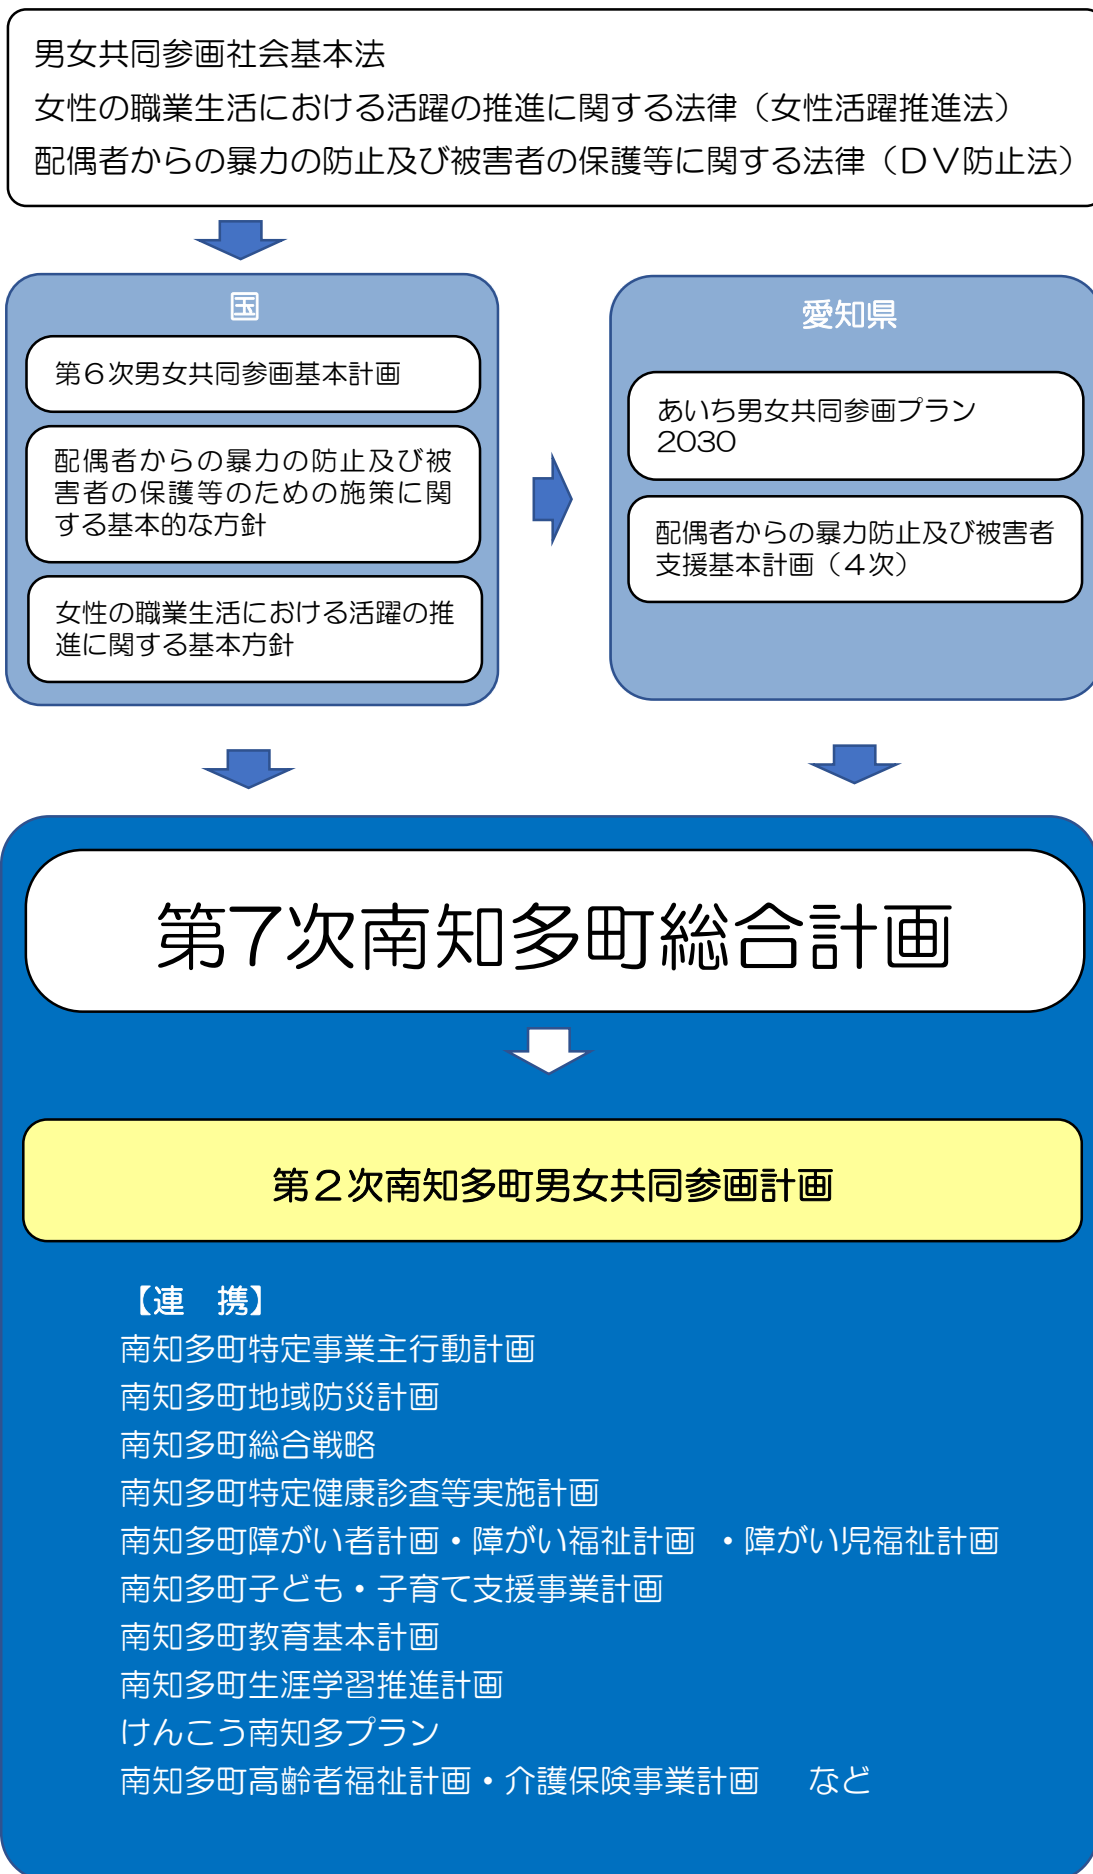 男女共同参画社会基本法
女性の職業生活における活躍の推進に関する法律（女性活躍推進法）
配偶者からの暴力の防止及び被害者の保護等に関する法律（ＤＶ防止法）
国
第６次男女共同参画基本計画
配偶者からの暴力の防止及び被
害者の保護等のための施策に関
する基本的な方針
女性の職業生活における活躍の推
進に関する基本方針
愛知県
あいち男女共同参画プラン
2030
配偶者からの暴力防止及び被害者
支援基本計画（４次）
第7次南知多町総合計画
第２次南知多町男女共同参画計画
【連　携】
南知多町特定事業主行動計画
南知多町地域防災計画
南知多町総合戦略
南知多町特定健康診査等実施計画
南知多町障がい者計画・障がい福祉計画　・障がい児福祉計画
南知多町子ども・子育て支援事業計画
南知多町教育基本計画
南知多町生涯学習推進計画
けんこう南知多プラン
南知多町高齢者福祉計画・介護保険事業計画　など